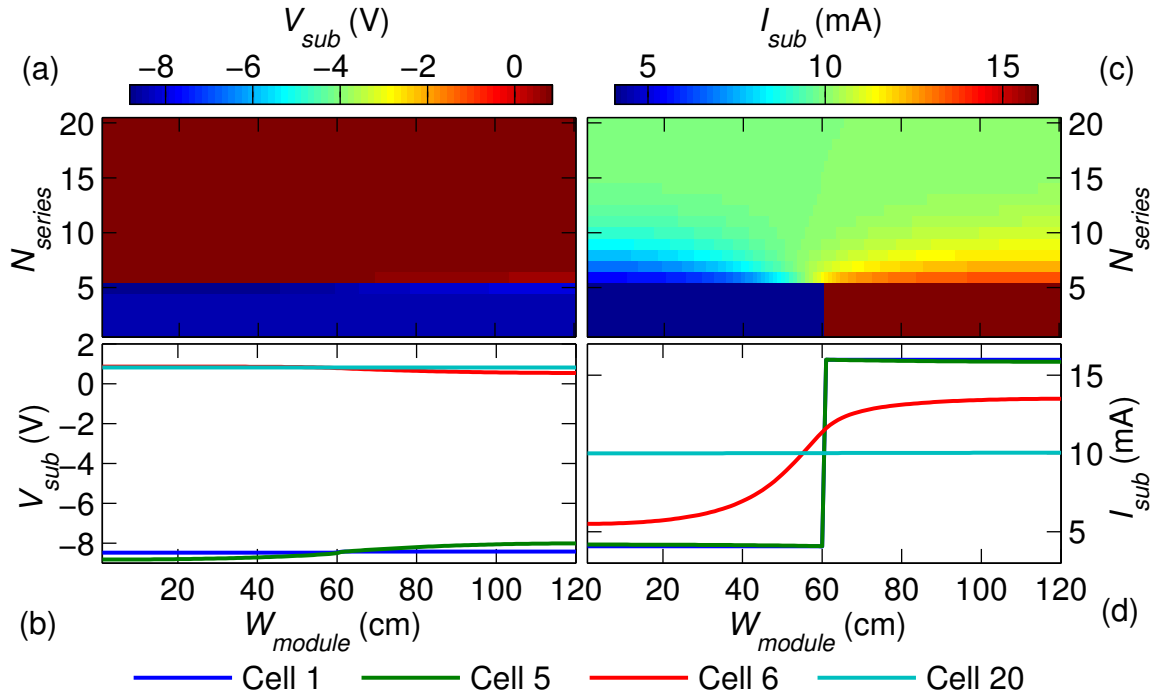 V_sub (V)
I_sub (mA)
(a)
−8 −6 −4 −2 0
5 10 15
(c)
20
15
10
5
N_series
20
15
10
5
N_series
2
0
−2
−4
−6
−8
V_sub (V)
15
10
5
I_sub (mA)
20 40 60 80 100 120
20 40 60 80 100 120
(b)
W_module (cm)
W_module (cm)
(d)
Cell 1 Cell 5 Cell 6 Cell 20